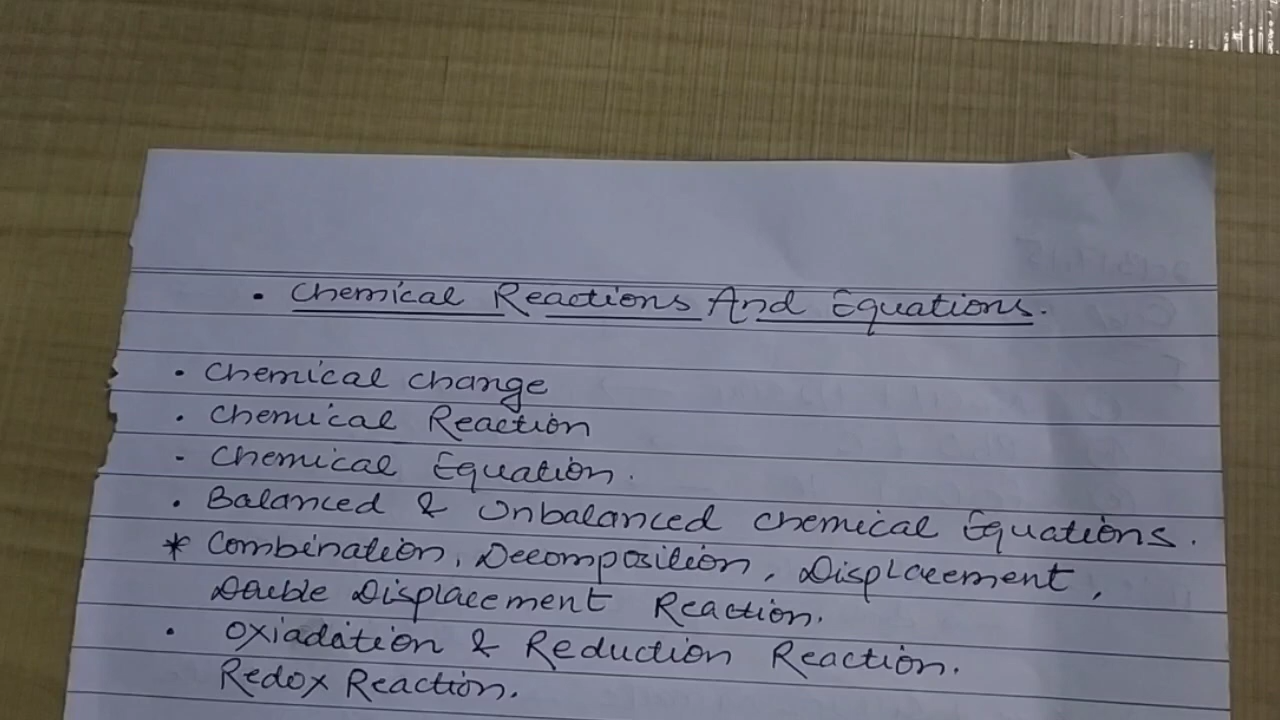 . Chemical Reactions And Equations.
. Chemical change
. Chemical Reaction
- Chemical Equation.
. Balanced & Unbalanced Chemical Equations.
* Combination, Decomposition, Displacement,
Double Displacement Reaction.
. Oxiadation & Reduction Reaction.
Redox Reaction.